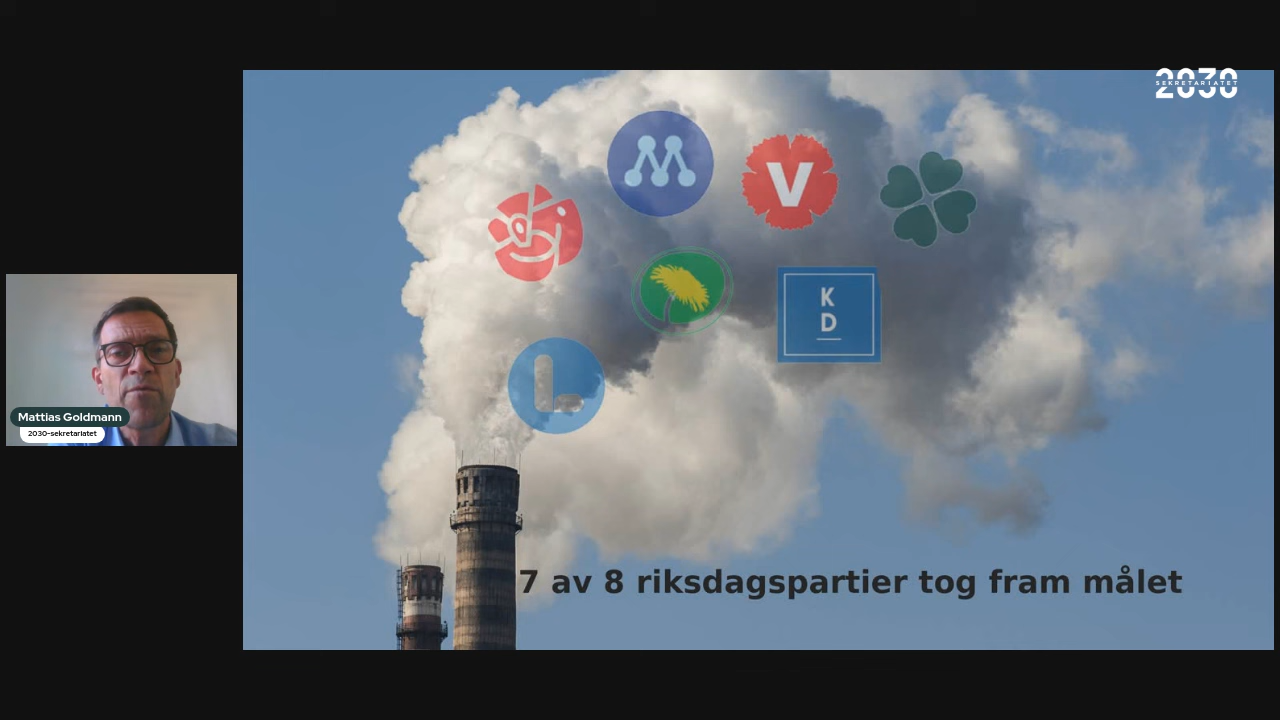 2030
SEKRETARIATET
M
V
K
D
L
7 av 8 riksdagspartier tog fram målet
Mattias Goldmann
2030-sekretariatet